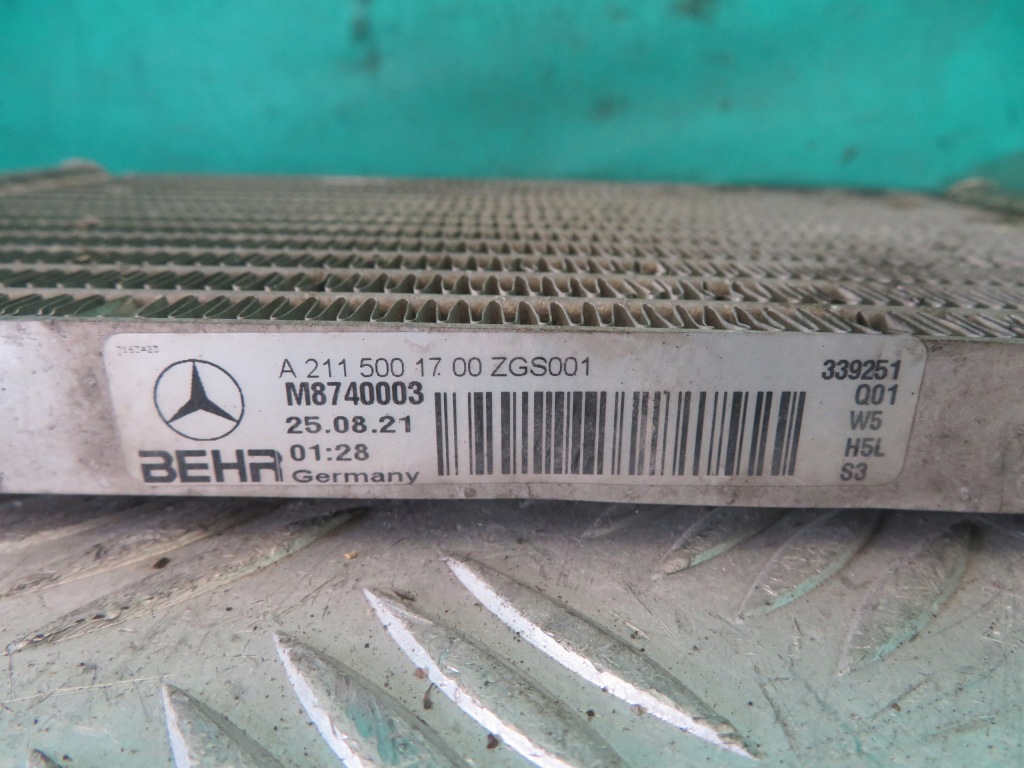 A 211 500 17 00 ZGS001
M8740003
25.08.21
01:28
BEHR Germany
339251
Q01
W5
H5L
S3